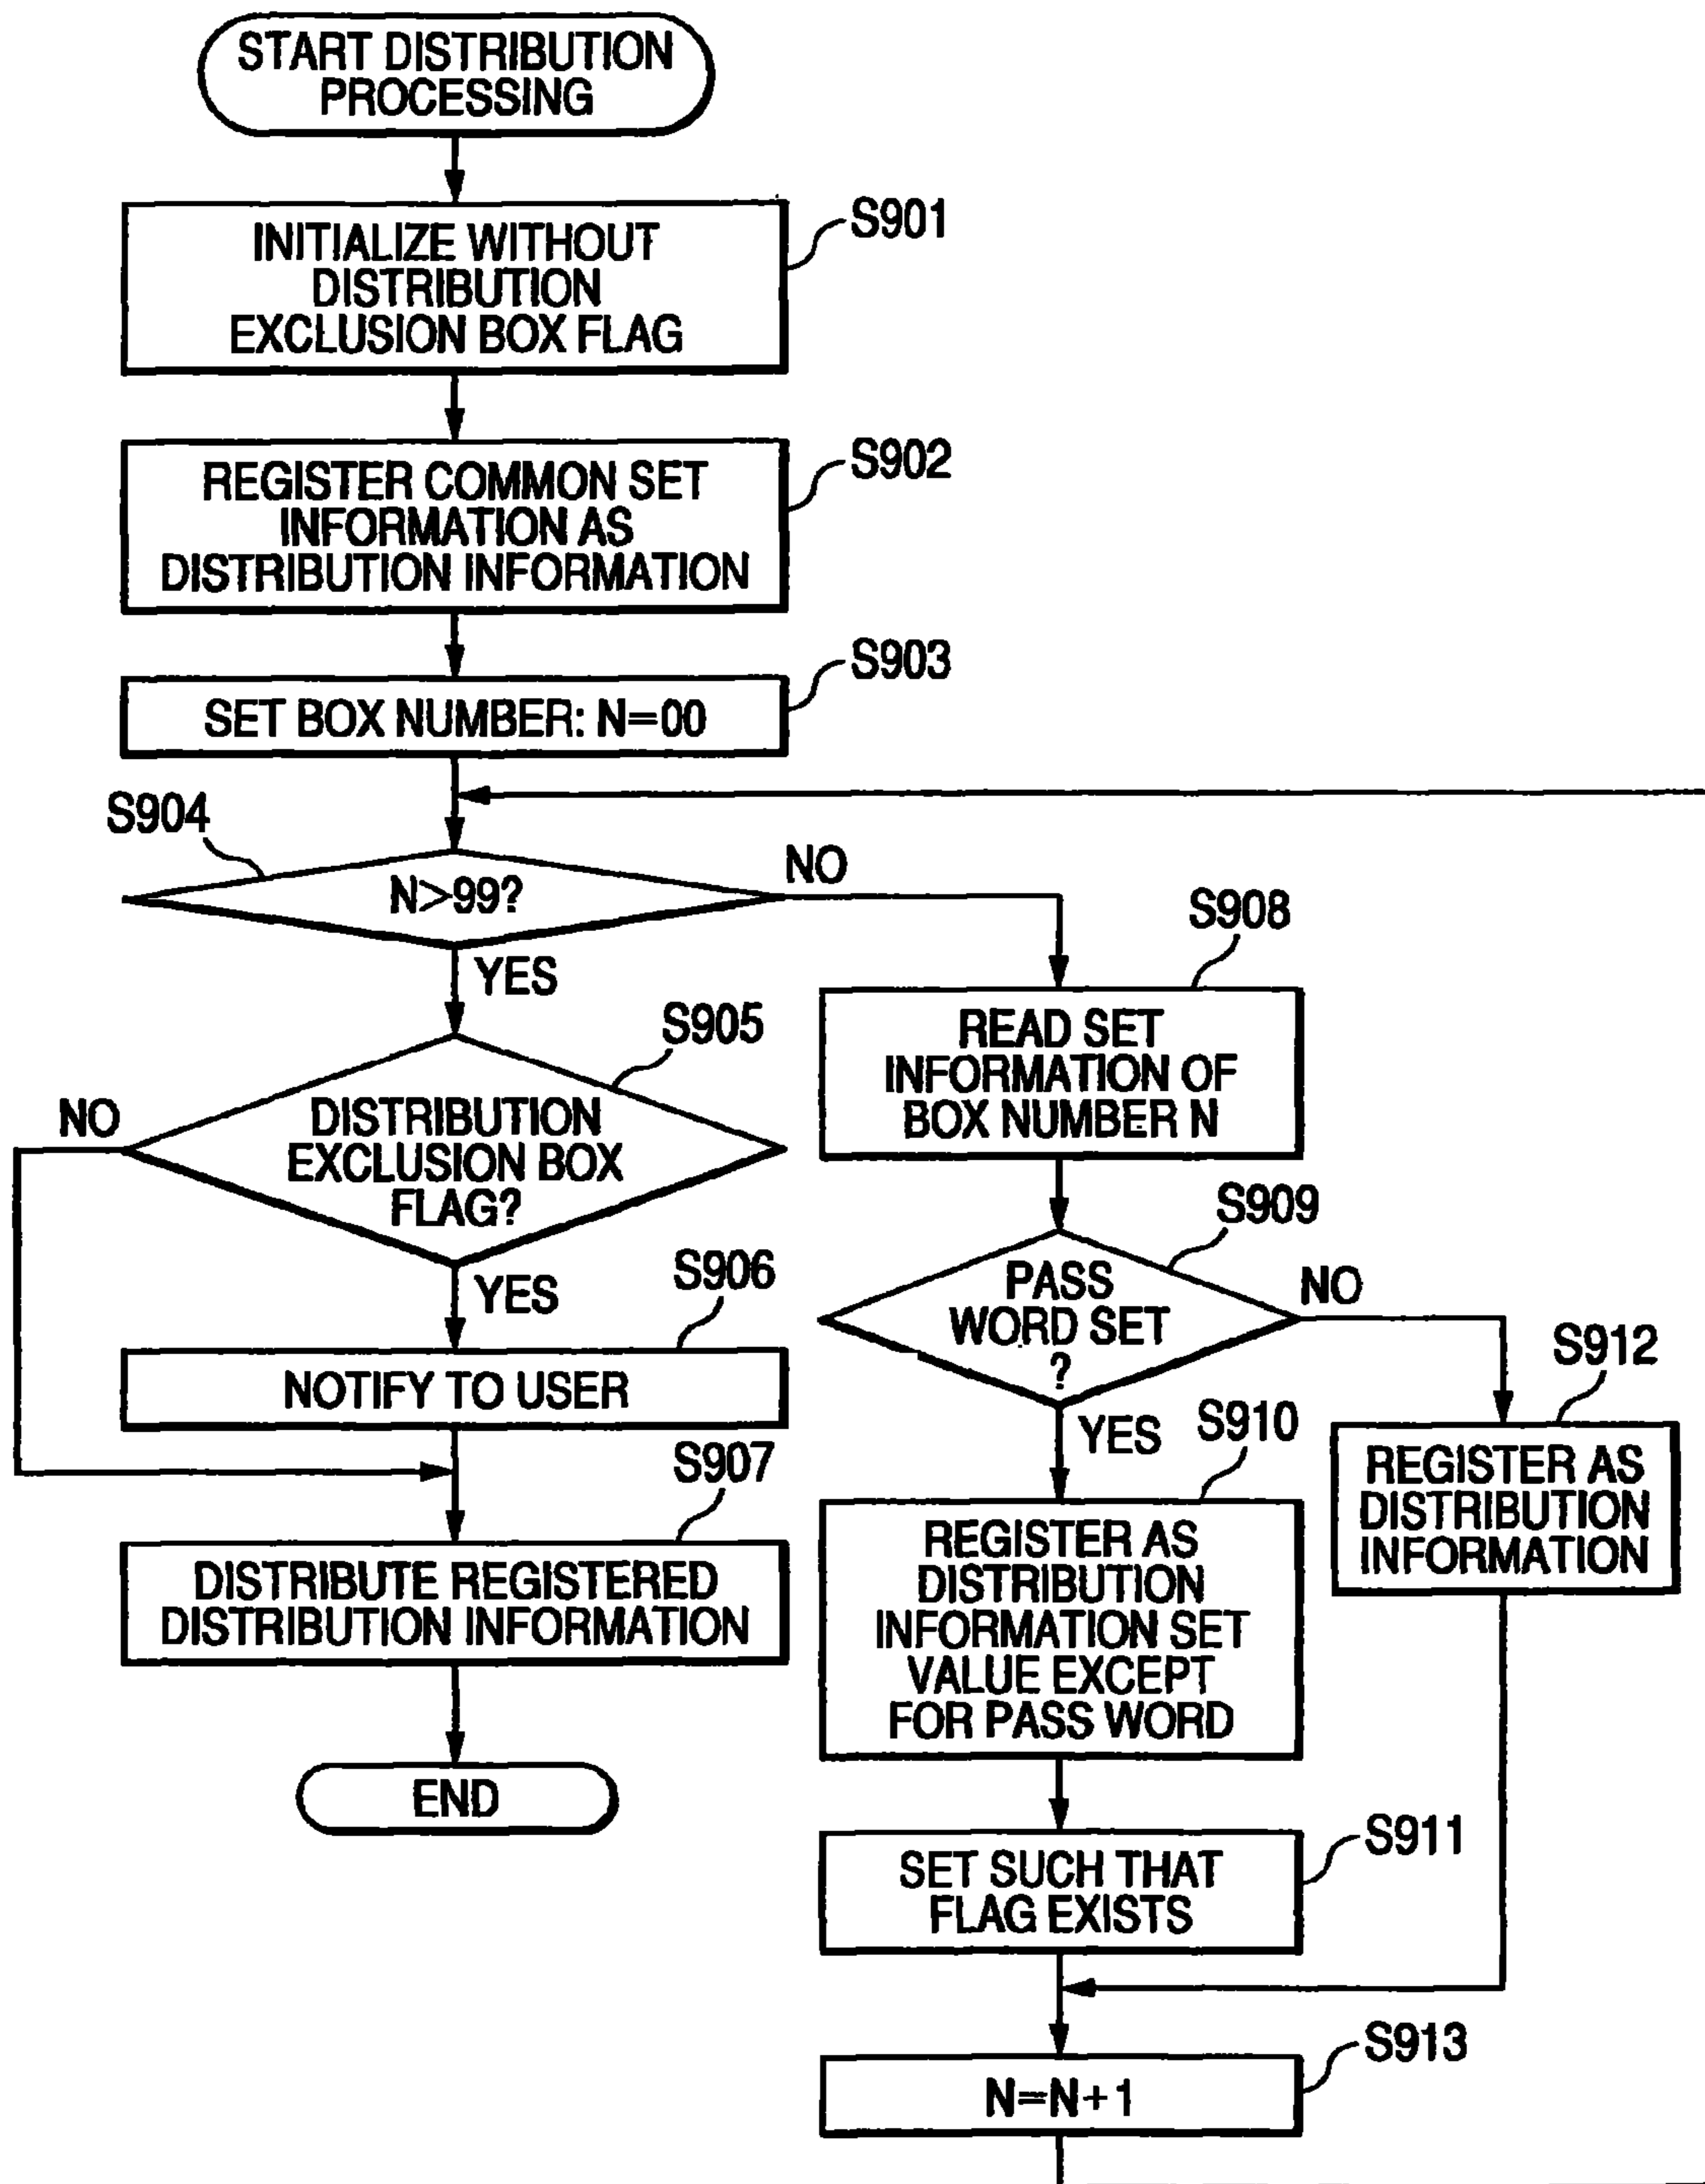 START DISTRIBUTION
PROCESSING
S901
INITIALIZE WITHOUT
DISTRIBUTION
EXCLUSION BOX FLAG
S902
REGISTER COMMON SET
INFORMATION AS
DISTRIBUTION INFORMATION
S903
SET BOX NUMBER: N=00
S904
N>99?
NO
YES
S905
DISTRIBUTION
EXCLUSION BOX
FLAG?
NO
YES
S906
NOTIFY TO USER
S907
DISTRIBUTE REGISTERED
DISTRIBUTION INFORMATION
END
S908
READ SET
INFORMATION OF
BOX NUMBER N
S909
PASS
WORD SET
?
NO
YES
S910
REGISTER AS
DISTRIBUTION
INFORMATION SET
VALUE EXCEPT
FOR PASS WORD
S911
SET SUCH THAT
FLAG EXISTS
S912
REGISTER AS
DISTRIBUTION
INFORMATION
S913
N=N+1